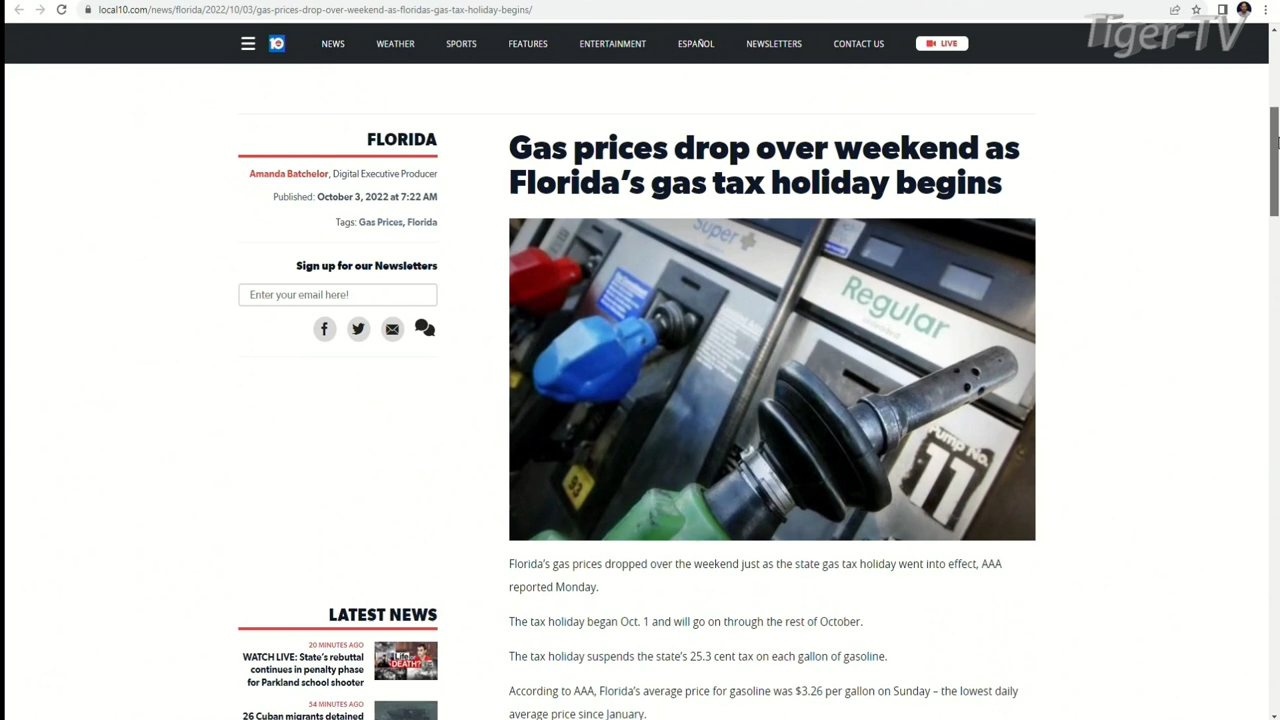 local10.com/news/florida/2022/10/03/gas-prices-drop-over-weekend-as-floridas-gas-tax-holiday-begins/
Tiger-TV
10
NEWS
WEATHER
SPORTS
FEATURES
ENTERTAINMENT
ESPAÑOL
NEWSLETTERS
CONTACT US
LIVE
FLORIDA
Amanda Batchelor, Digital Executive Producer
Published: October 3, 2022 at 7:22 AM
Tags: Gas Prices, Florida
Sign up for our Newsletters
Enter your email here!
Gas prices drop over weekend as
Florida's gas tax holiday begins
Super
Regular
Pump No.
11
93
Florida's gas prices dropped over the weekend just as the state gas tax holiday went into effect, AAA
reported Monday.
The tax holiday began Oct. 1 and will go on through the rest of October.
The tax holiday suspends the state's 25.3 cent tax on each gallon of gasoline.
According to AAA, Florida's average price for gasoline was $3.26 per gallon on Sunday – the lowest daily
average price since January.
LATEST NEWS
20 MINUTES AGO
WATCH LIVE: State's rebuttal
continues in penalty phase
for Parkland school shooter
Life
DEATH?
34 MINUTES AGO
26 Cuban migrants detained